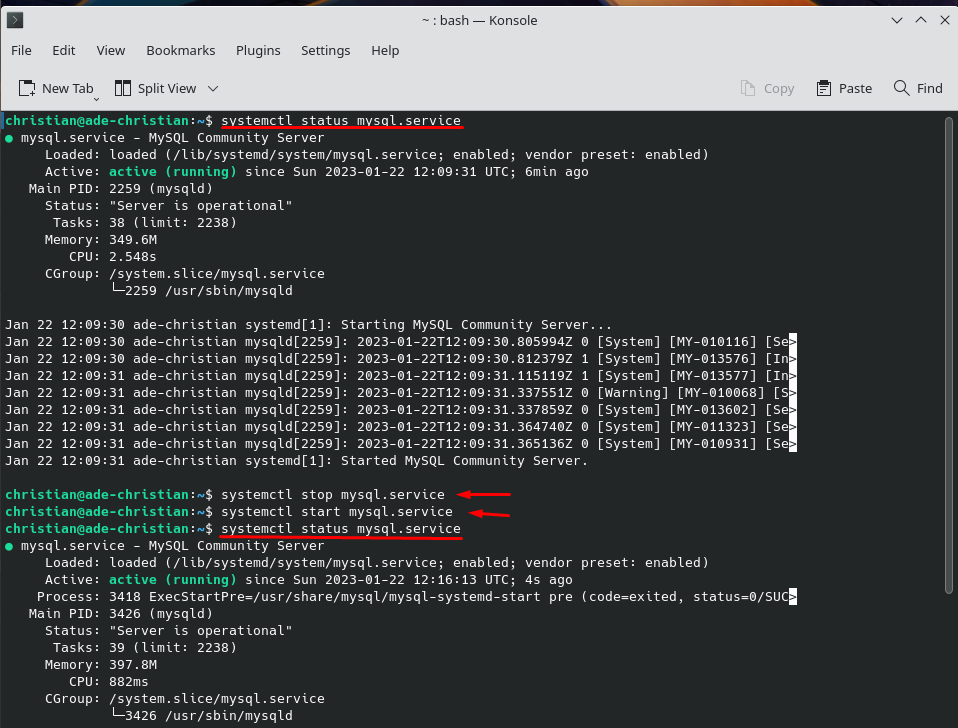 ~ : bash — Konsole
File Edit View Bookmarks Plugins Settings Help
New Tab Split View Copy Paste Find
christian@ade-christian:~$ systemctl status mysql.service
● mysql.service - MySQL Community Server
     Loaded: loaded (/lib/systemd/system/mysql.service; enabled; vendor preset: enabled)
     Active: active (running) since Sun 2023-01-22 12:09:31 UTC; 6min ago
   Main PID: 2259 (mysqld)
     Status: "Server is operational"
      Tasks: 38 (limit: 2238)
     Memory: 349.6M
        CPU: 2.548s
     CGroup: /system.slice/mysql.service
             └─2259 /usr/sbin/mysqld
Jan 22 12:09:30 ade-christian systemd[1]: Starting MySQL Community Server...
Jan 22 12:09:30 ade-christian mysqld[2259]: 2023-01-22T12:09:30.805994Z 0 [System] [MY-010116] [Se>
Jan 22 12:09:30 ade-christian mysqld[2259]: 2023-01-22T12:09:30.812379Z 1 [System] [MY-013576] [In>
Jan 22 12:09:31 ade-christian mysqld[2259]: 2023-01-22T12:09:31.115119Z 1 [System] [MY-013577] [In>
Jan 22 12:09:31 ade-christian mysqld[2259]: 2023-01-22T12:09:31.337551Z 0 [Warning] [MY-010068] [S>
Jan 22 12:09:31 ade-christian mysqld[2259]: 2023-01-22T12:09:31.337859Z 0 [System] [MY-013602] [Se>
Jan 22 12:09:31 ade-christian mysqld[2259]: 2023-01-22T12:09:31.364740Z 0 [System] [MY-011323] [Se>
Jan 22 12:09:31 ade-christian mysqld[2259]: 2023-01-22T12:09:31.365136Z 0 [System] [MY-010931] [Se>
Jan 22 12:09:31 ade-christian systemd[1]: Started MySQL Community Server.
christian@ade-christian:~$ systemctl stop mysql.service
christian@ade-christian:~$ systemctl start mysql.service
christian@ade-christian:~$ systemctl status mysql.service
● mysql.service - MySQL Community Server
     Loaded: loaded (/lib/systemd/system/mysql.service; enabled; vendor preset: enabled)
     Active: active (running) since Sun 2023-01-22 12:16:13 UTC; 4s ago
    Process: 3418 ExecStartPre=/usr/share/mysql/mysql-systemd-start pre (code=exited, status=0/SUC>
   Main PID: 3426 (mysqld)
     Status: "Server is operational"
      Tasks: 39 (limit: 2238)
     Memory: 397.8M
        CPU: 882ms
     CGroup: /system.slice/mysql.service
             └─3426 /usr/sbin/mysqld